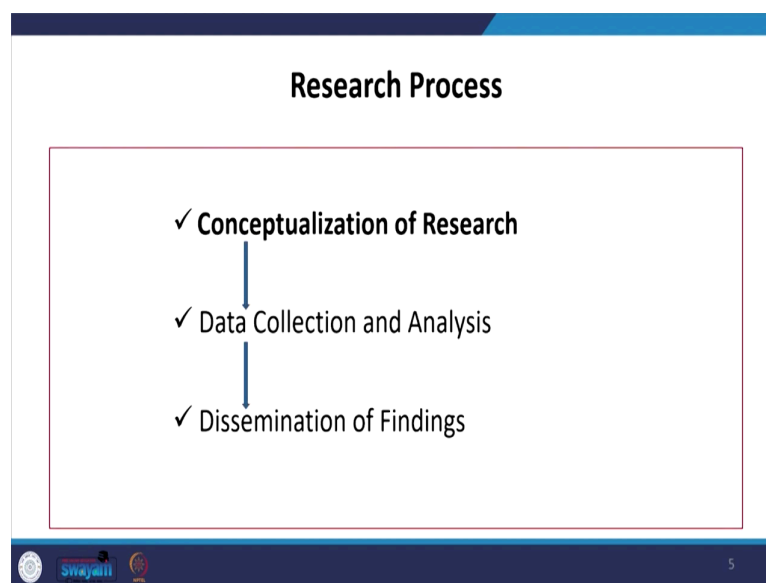 Research Process
✓ Conceptualization of Research
✓ Data Collection and Analysis
✓ Dissemination of Findings
swayam
5